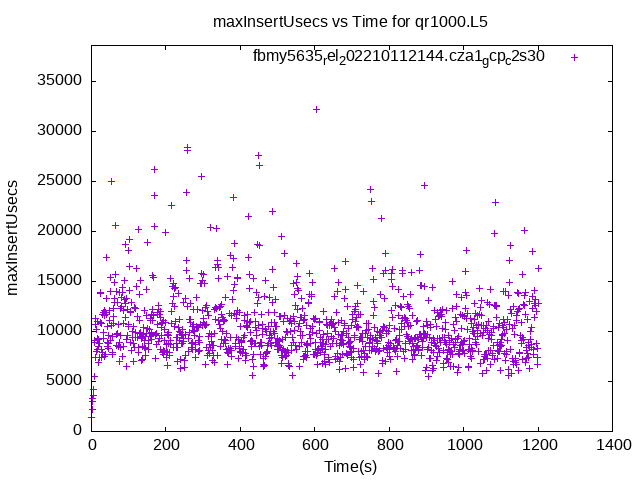 maxInsertUsecs vs Time for qr1000.L5
fbmy5635rel202210112144.cza1gcpc2s30
35000
30000
25000
20000
15000
10000
5000
0
maxInsertUsecs
0 200 400 600 800 1000 1200 1400
Time(s)